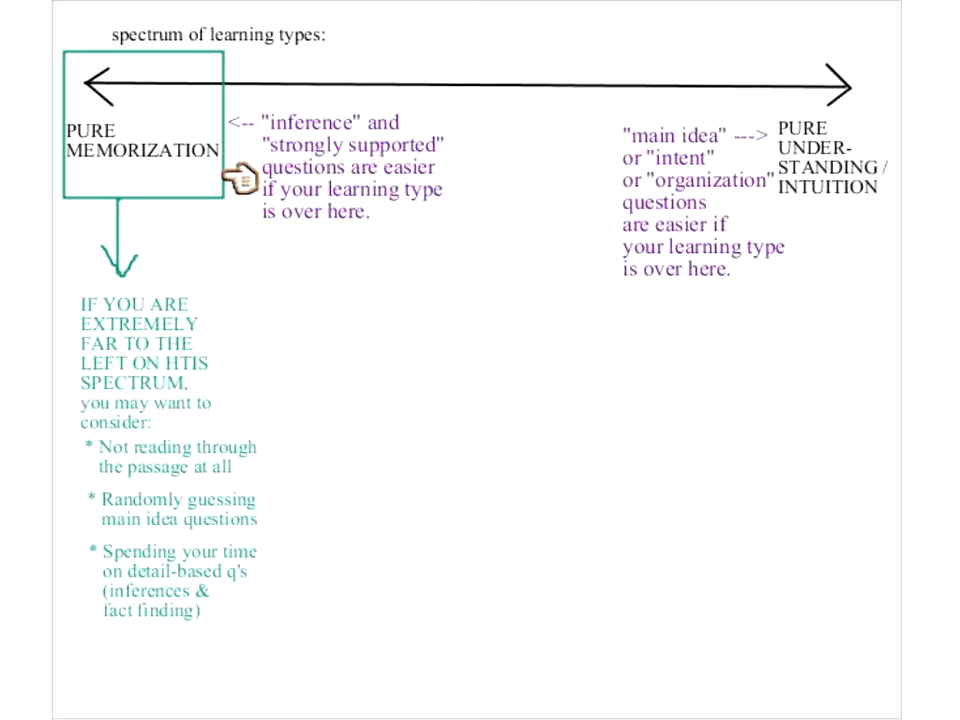 spectrum of learning types:
PURE
MEMORIZATION
<-- "inference" and
"strongly supported"
questions are easier
if your learning type
is over here.
"main idea" --->
or "intent"
or "organization"
questions
are easier if
your learning type
is over here.
PURE
UNDER-
STANDING /
INTUITION
IF YOU ARE
EXTREMELY
FAR TO THE
LEFT ON HTIS
SPECTRUM,
you may want to
consider:
* Not reading through
the passage at all
* Randomly guessing
main idea questions
* Spending your time
on detail-based q's
(inferences &
fact finding)